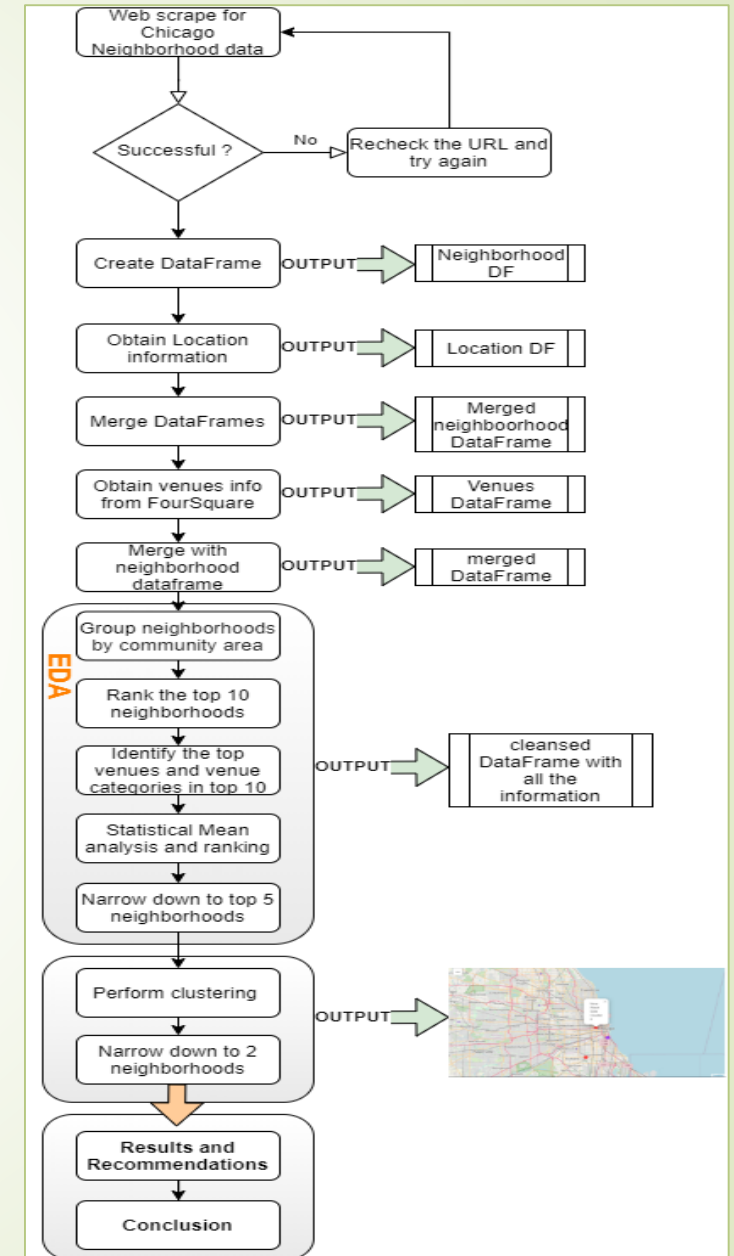 Web scrape for
Chicago
Neighborhood data
Successful ?
No
Recheck the URL and
try again
Create DataFrame
OUTPUT
Neighborhood
DF
Obtain Location
information
OUTPUT
Location DF
Merge DataFrames
OUTPUT
Merged
neighboorhood
DataFrame
Obtain venues info
from FourSquare
OUTPUT
Venues
DataFrame
Merge with
neighborhood
dataframe
OUTPUT
merged
DataFrame
EDA
Group neighborhoods
by community area
Rank the top 10
neighborhoods
Identify the top
venues and venue
categories in top 10
Statistical Mean
analysis and ranking
Narrow down to top 5
neighborhoods
OUTPUT
cleansed
DataFrame with
all the
information
Perform clustering
Narrow down to 2
neighborhoods
OUTPUT
Results and
Recommendations
Conclusion